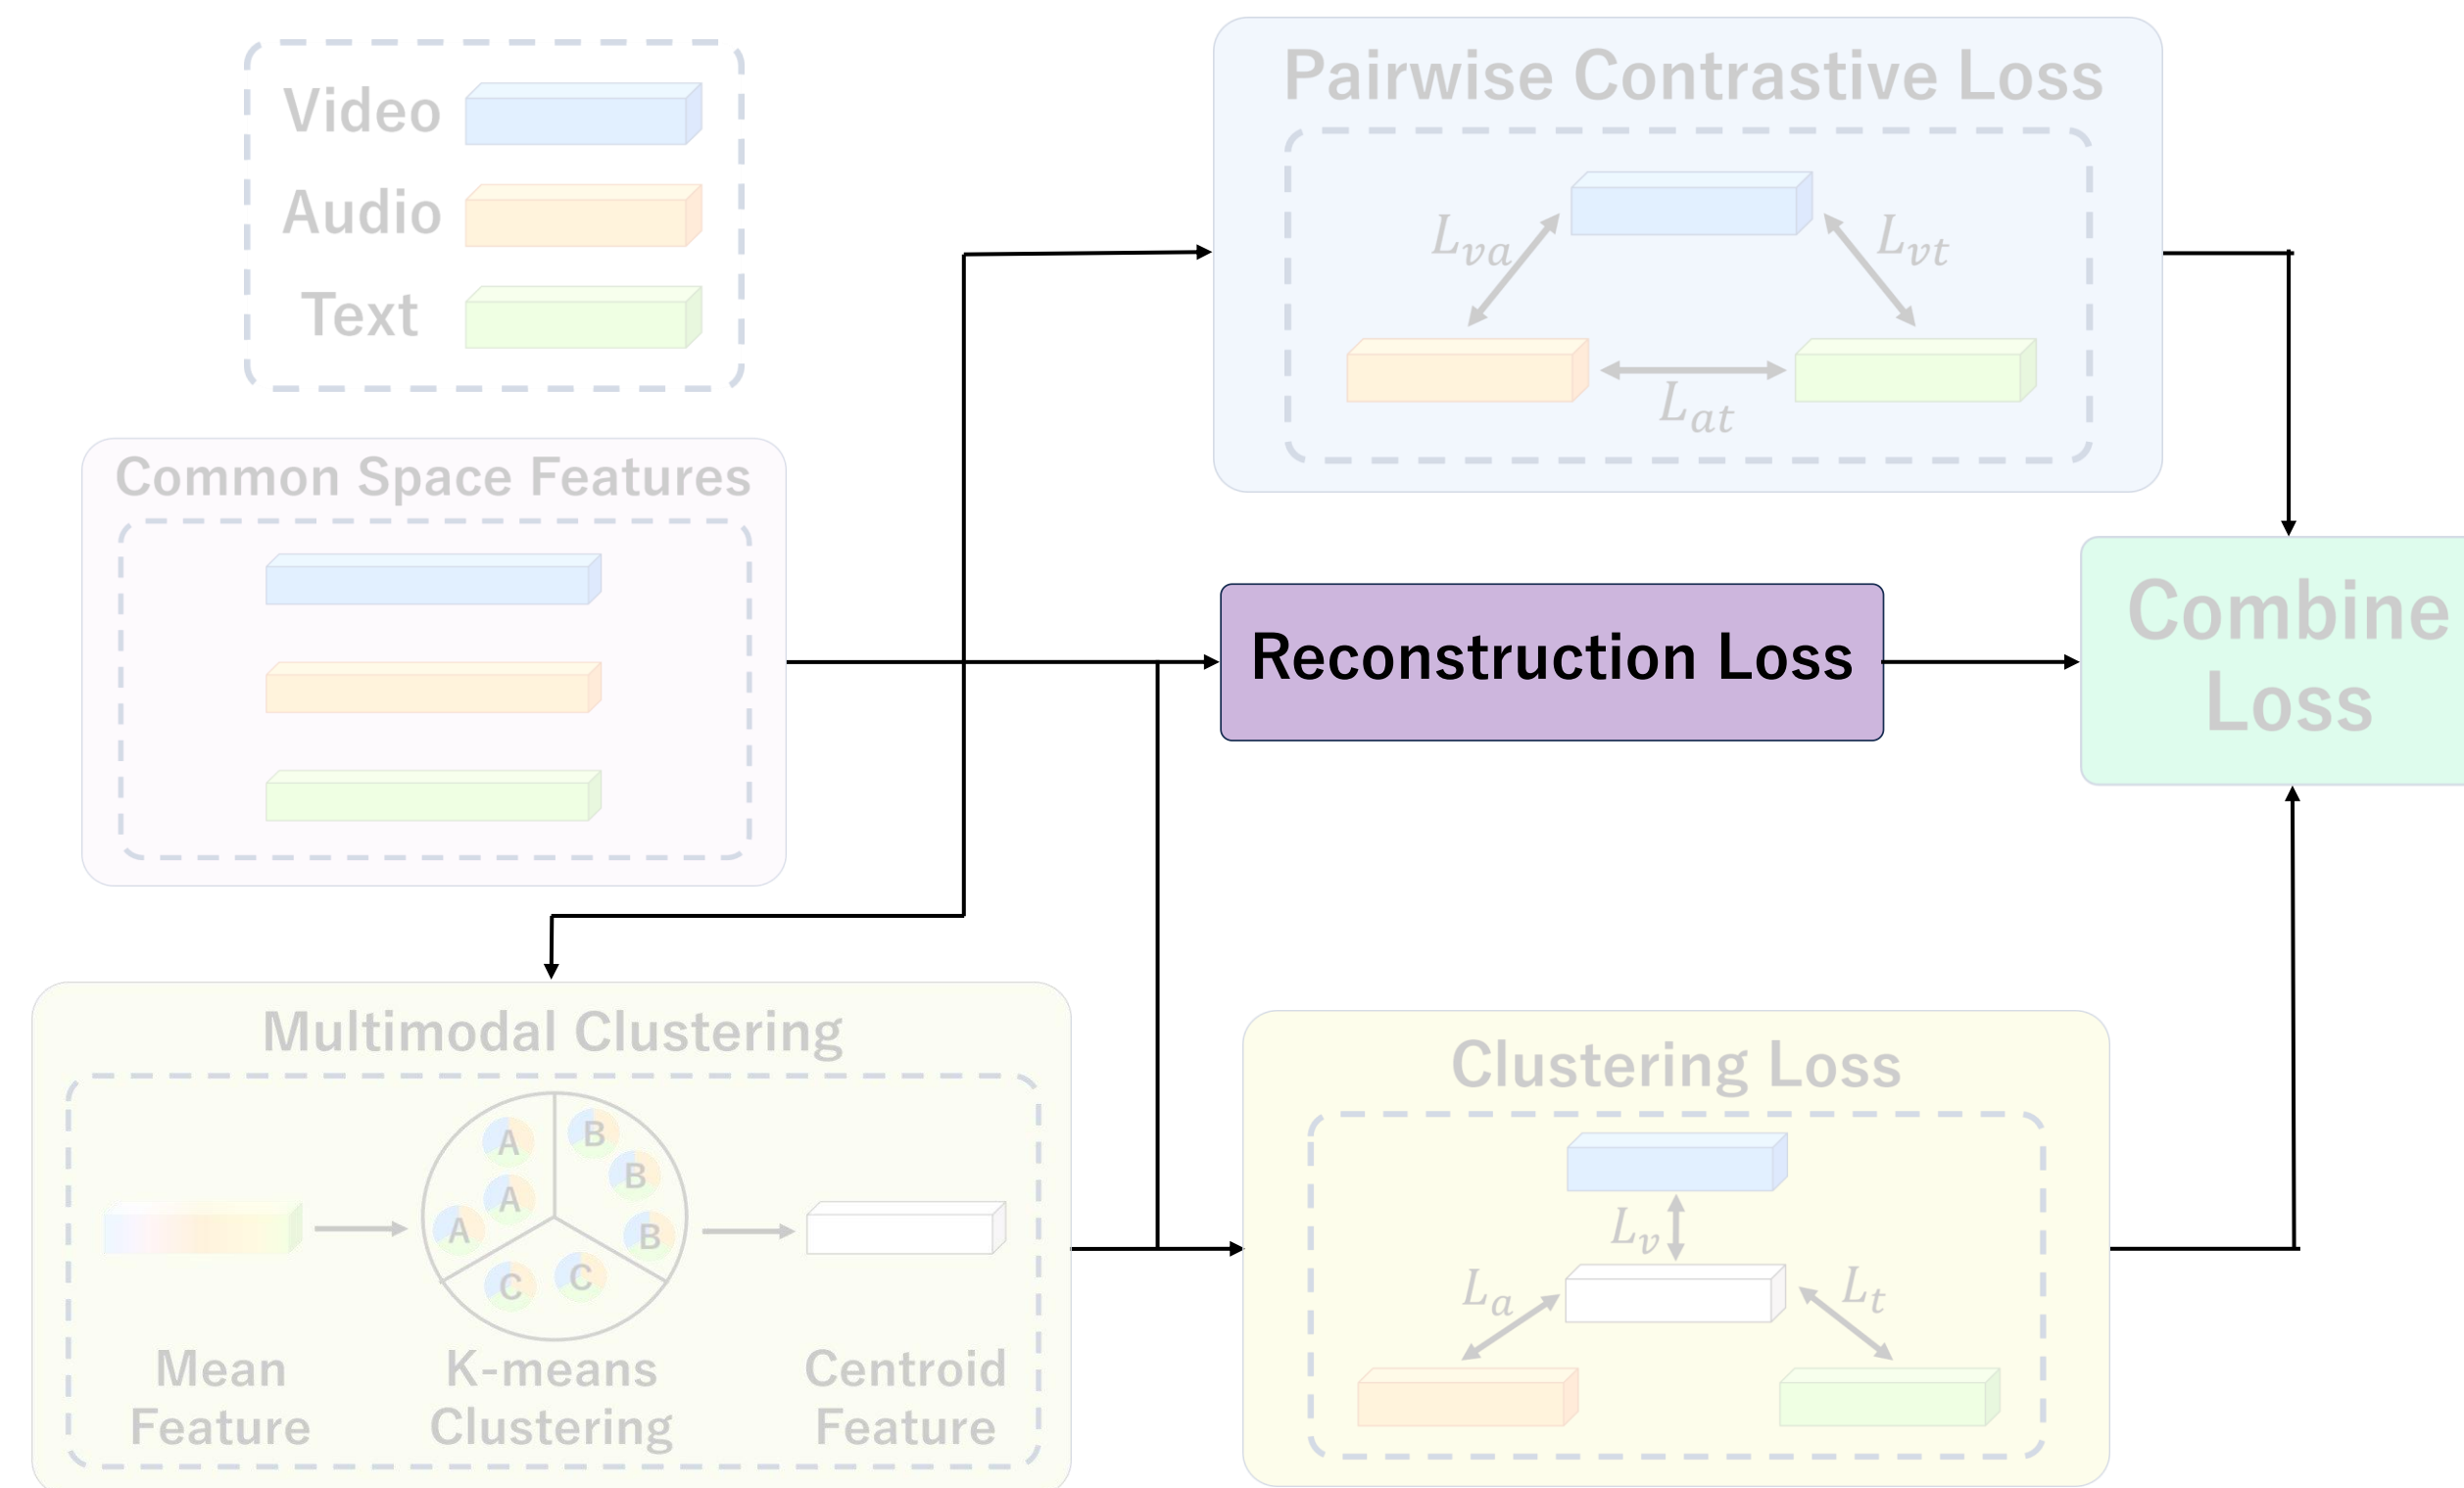 Video
Audio
Text
Common Space Features
Pairwise Contrastive Loss
L_va
L_vt
L_at
Reconstruction Loss
Combine
Loss
Multimodal Clustering
A
B
B
A
A
B
C
C
Mean
Feature
K-means
Clustering
Centroid
Feature
Clustering Loss
L_v
L_a
L_t